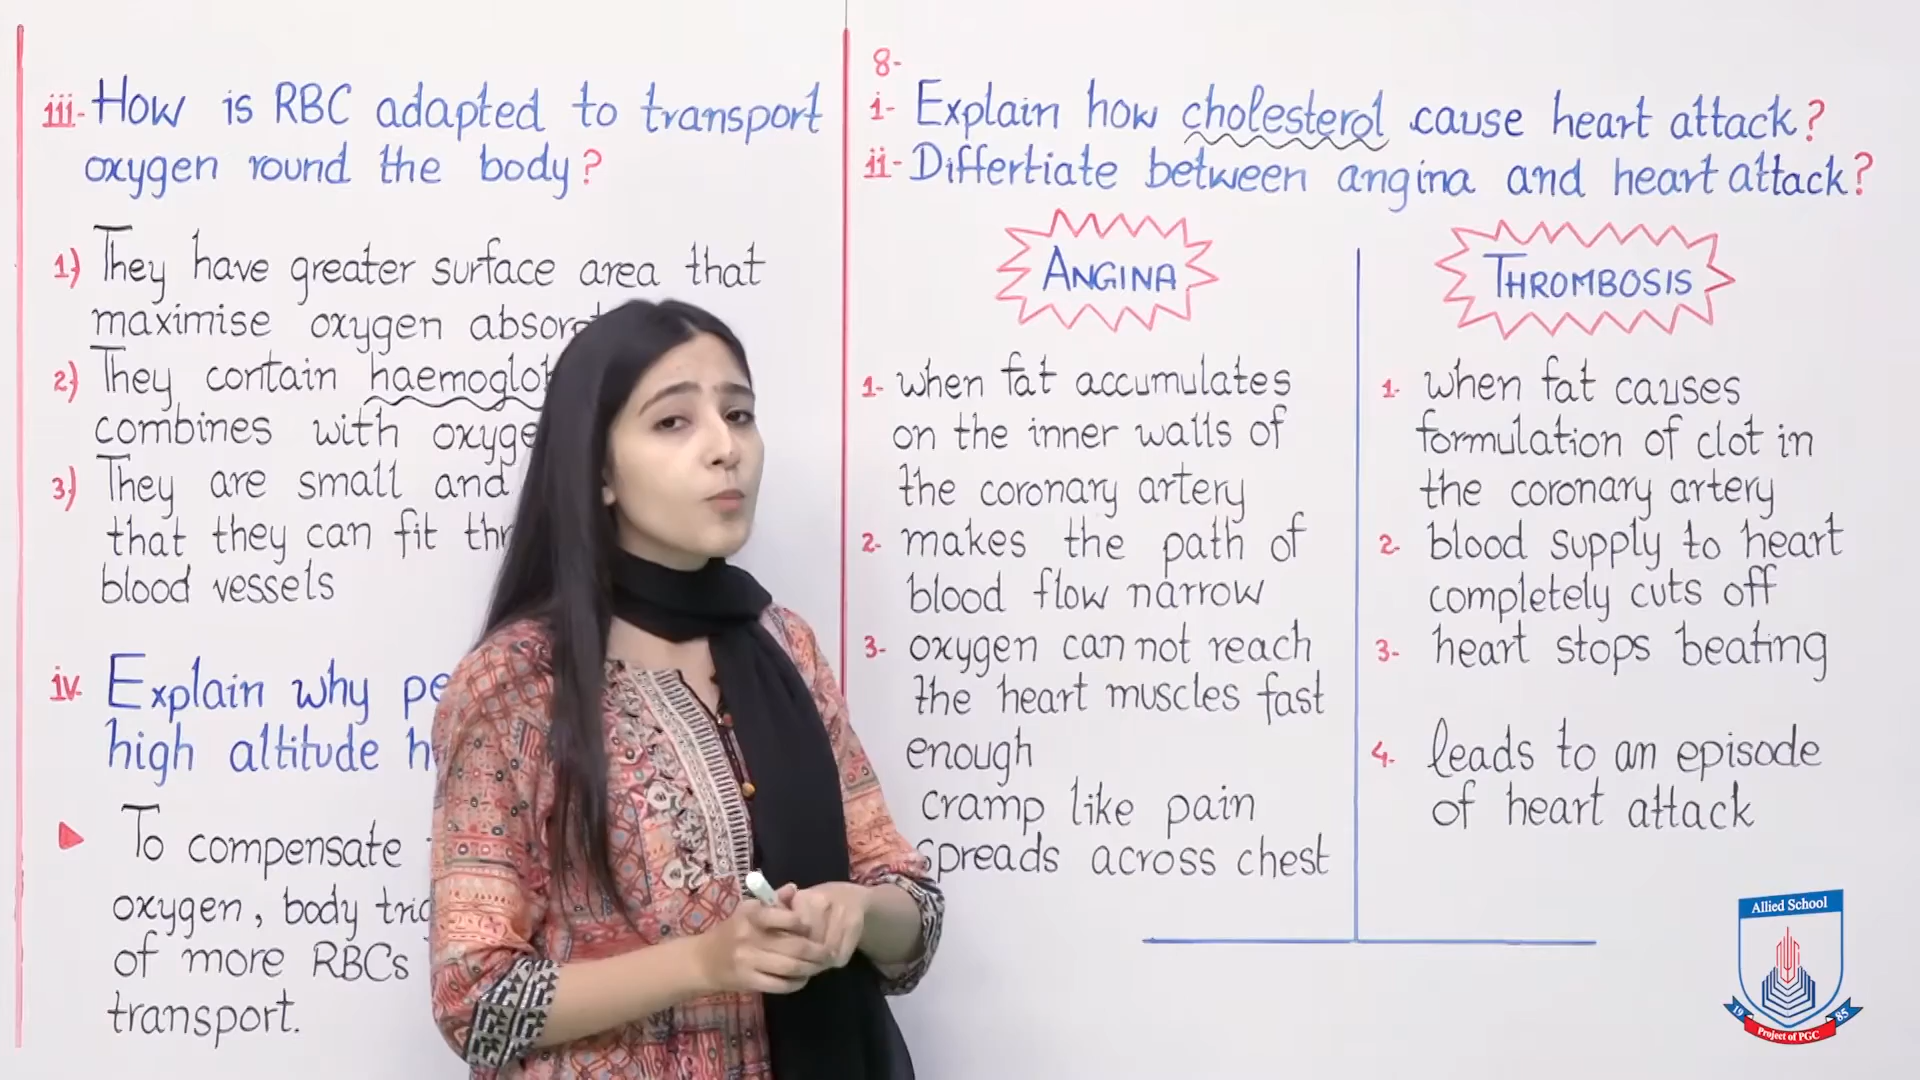 iii- How is RBC adapted to transport
oxygen round the body?
1) They have greater surface area that
maximise oxygen
2) They contain
combines with
3) They are small and
that they can fit
blood vessels
iv. Explain why
high altitude
To compensate
oxygen, body
of more RBCs
transport.
8-
i- Explain how cholesterol cause heart attack?
ii- Differtiate between angina and heart attack?
ANGINA
1- when fat accumulates
on the inner walls of
the coronary artery
2- makes the path of
blood flow narrow
3- oxygen can not reach
the heart muscles fast
enough
cramp like pain
spreads across chest
THROMBOSIS
1- when fat causes
formulation of clot in
the coronary artery
2- blood supply to heart
completely cuts off
3- heart stops beating
4- leads to an episode
of heart attack
Allied School
19 85
Project of PGC